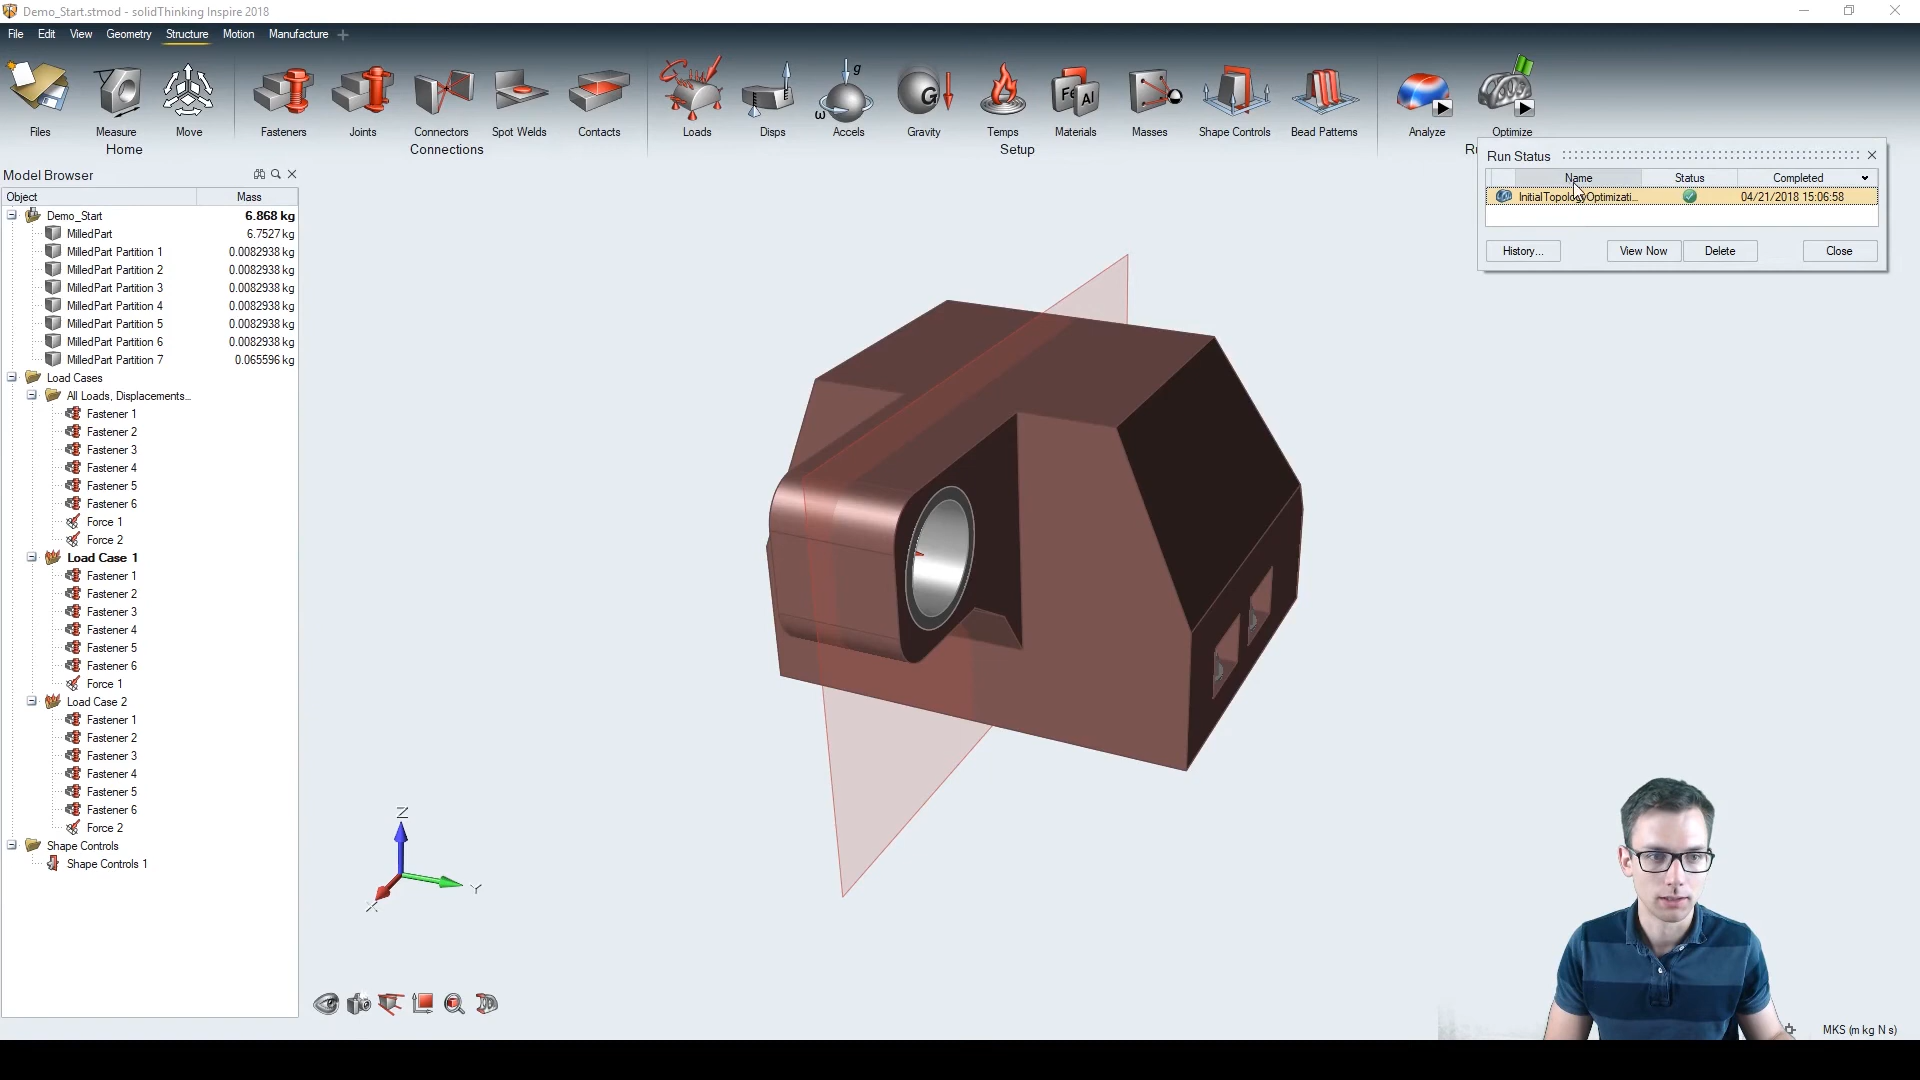 Demo_Start.stmod - solidThinking Inspire 2018
File Edit View Geometry Structure Motion Manufacture
Files Measure Move Fasteners Joints Connectors Spot Welds Contacts Loads Disps Accels Gravity Temps Materials Masses Shape Controls Bead Patterns Analyze Optimize
Home Connections Setup
Run Status
Name Status Completed
InitialTopologyOptimizati... 04/21/2018 15:06:58
History... View Now Delete Close
Model Browser
Object Mass
Demo_Start 6.868 kg
MilledPart 6.7527 kg
MilledPart Partition 1 0.0082938 kg
MilledPart Partition 2 0.0082938 kg
MilledPart Partition 3 0.0082938 kg
MilledPart Partition 4 0.0082938 kg
MilledPart Partition 5 0.0082938 kg
MilledPart Partition 6 0.0082938 kg
MilledPart Partition 7 0.065596 kg
Load Cases
All Loads, Displacements...
Fastener 1
Fastener 2
Fastener 3
Fastener 4
Fastener 5
Fastener 6
Force 1
Force 2
Load Case 1
Fastener 1
Fastener 2
Fastener 3
Fastener 4
Fastener 5
Fastener 6
Force 1
Load Case 2
Fastener 1
Fastener 2
Fastener 3
Fastener 4
Fastener 5
Fastener 6
Force 2
Shape Controls
Shape Controls 1
Z
Y
X
g
ω
G
Fe
Al
MKS (m kg N s)